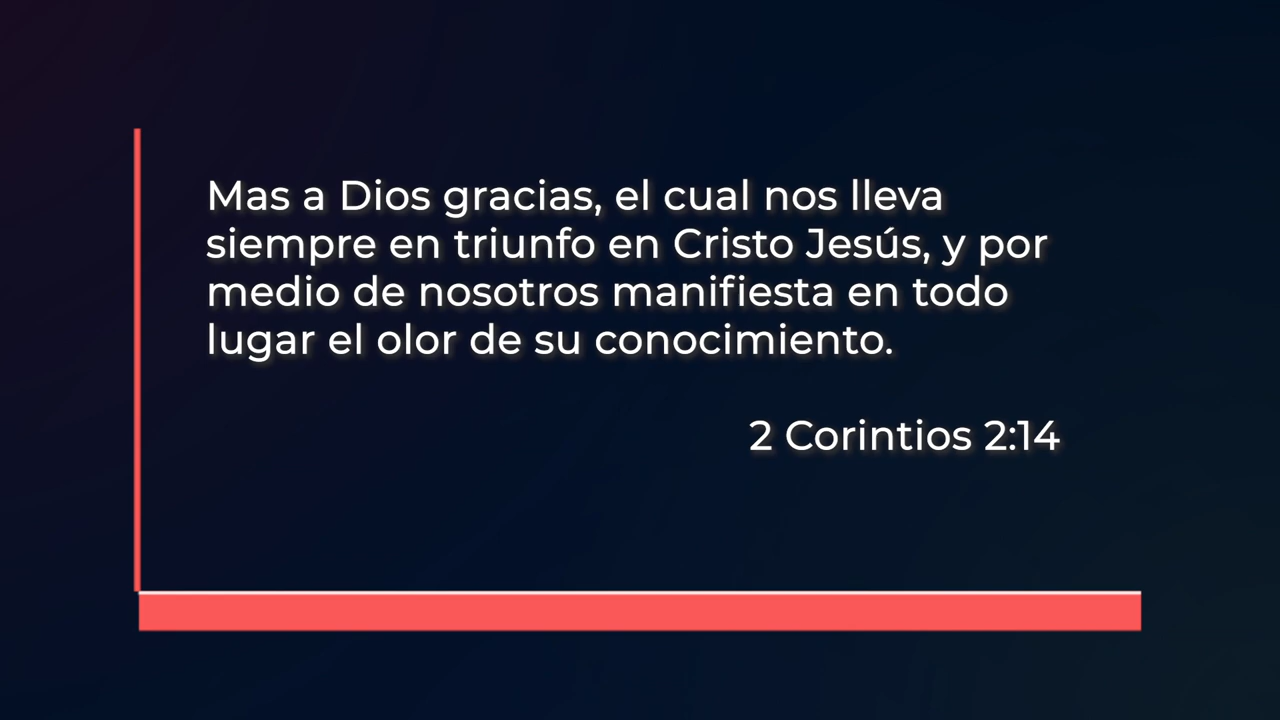 Mas a Dios gracias, el cual nos lleva
siempre en triunfo en Cristo Jesús, y por
medio de nosotros manifiesta en todo
lugar el olor de su conocimiento.
2 Corintios 2:14